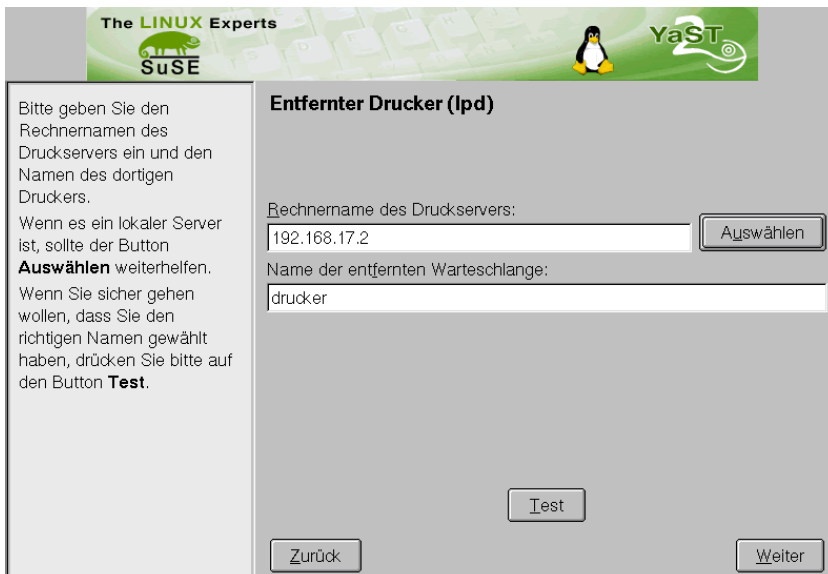 The LINUX Experts
SuSE
YaST2
Bitte geben Sie den
Rechnernamen des
Druckservers ein und den
Namen des dortigen
Druckers.
Wenn es ein lokaler Server
ist, sollte der Button
Auswählen weiterhelfen.
Wenn Sie sicher gehen
wollen, dass Sie den
richtigen Namen gewählt
haben, drücken Sie bitte auf
den Button Test.
Entfernter Drucker (lpd)
Rechnername des Druckservers:
192.168.17.2
Auswählen
Name der entfernten Warteschlange:
drucker
Test
Zurück
Weiter